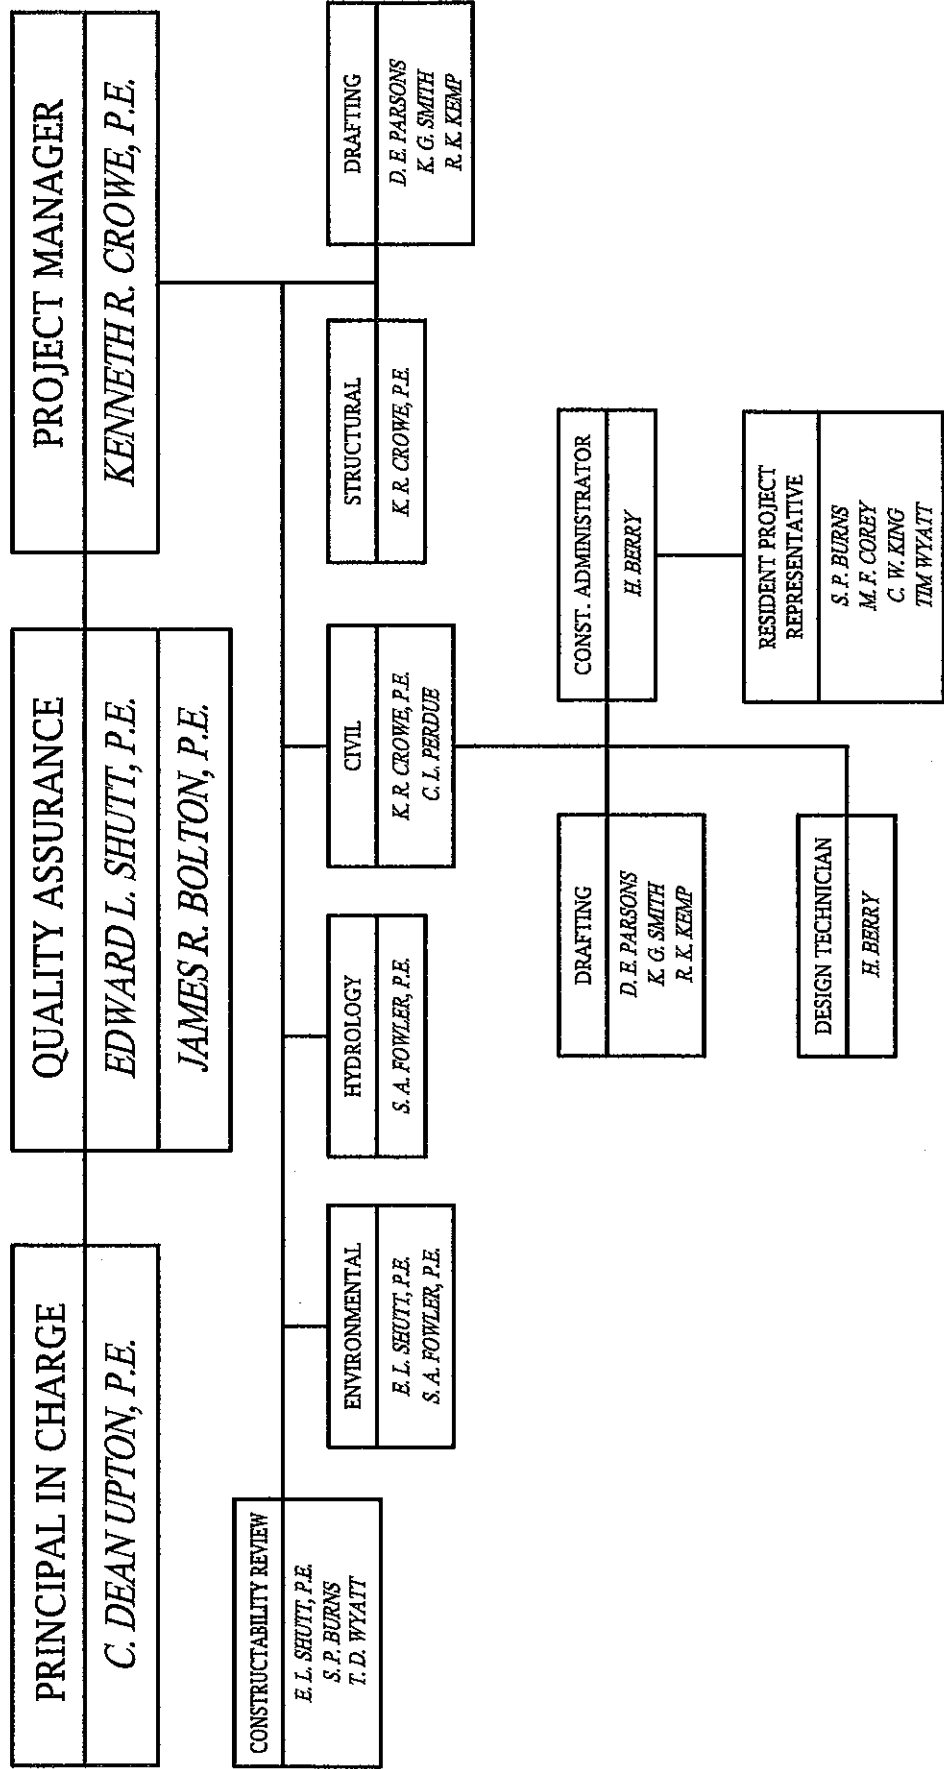 PRINCIPAL IN CHARGE
C. DEAN UPTON, P.E.
QUALITY ASSURANCE
EDWARD L. SHUTT, P.E.
JAMES R. BOLTON, P.E.
PROJECT MANAGER
KENNETH R. CROWE, P.E.
CONSTRUCTABILITY REVIEW
E. L. SHUTT, P.E.
S. P. BURNS
T. D. WYATT
ENVIRONMENTAL
E. L. SHUTT, P.E.
S. A. FOWLER, P.E.
HYDROLOGY
S. A. FOWLER, P.E.
CIVIL
K. R. CROWE, P.E.
C. L. PERDUE
STRUCTURAL
K. R. CROWE, P.E.
DRAFTING
D. E. PARSONS
K. G. SMITH
R. K. KEMP
DRAFTING
D. E. PARSONS
K. G. SMITH
R. K. KEMP
CONST. ADMINISTRATOR
H. BERRY
DESIGN TECHNICIAN
H. BERRY
RESIDENT PROJECT
REPRESENTATIVE
S. P. BURNS
M. F. COREY
C. W. KING
TIM WYATT